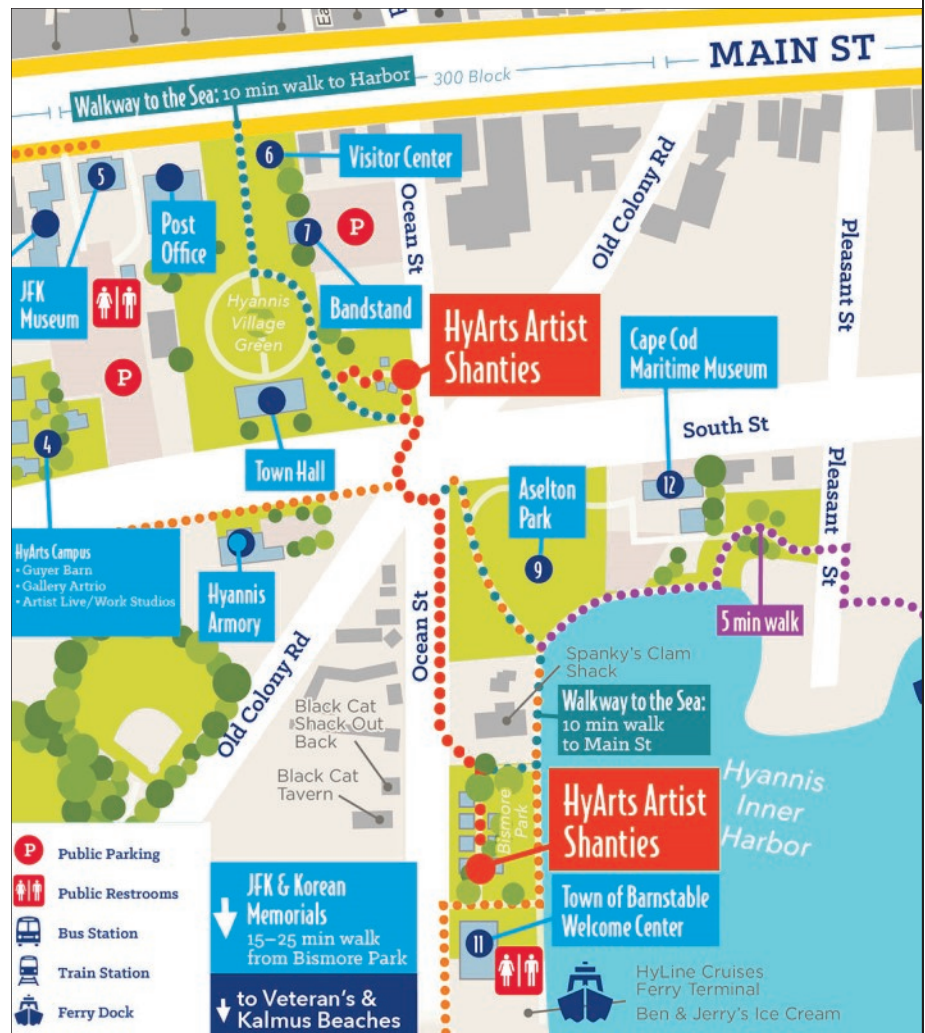 Ea
MAIN ST
300 Block
Walkway to the Sea: 10 min walk to Harbor
6
Visitor Center
5
Post
Office
7
P
Ocean St
Old Colony Rd
Pleasant St
JFK
Museum
Hyannis
Village
Green
Bandstand
HyArts Artist
Shanties
Cape Cod
Maritime Museum
P
South St
4
Town Hall
12
Pleasant St
Aselton
Park
9
HyArts Campus
• Guyer Barn
• Gallery Artrio
• Artist Live/Work Studios
Hyannis
Armory
Ocean St
Old Colony Rd
5 min walk
Spanky's Clam
Shack
Walkway to the Sea:
10 min walk
to Main St
Black Cat
Shack Out
Back
Black Cat
Tavern
Hyannis
Inner
Harbor
Bismore
Park
HyArts Artist
Shanties
P Public Parking
Public Restrooms
Bus Station
Train Station
Ferry Dock
JFK & Korean
Memorials
15–25 min walk
from Bismore Park
to Veteran's &
Kalmus Beaches
11
Town of Barnstable
Welcome Center
HyLine Cruises
Ferry Terminal
Ben & Jerry's Ice Cream